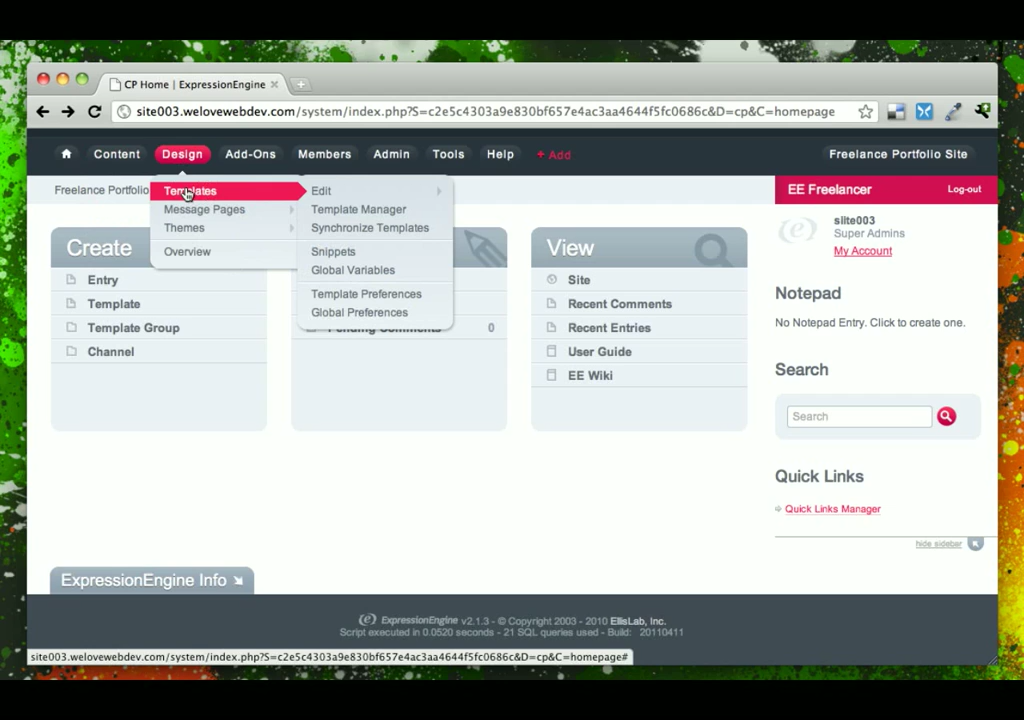 CP Home | ExpressionEngine
site003.welovewebdev.com/system/index.php?S=c2e5c4303a9e830bf657e4ac3aa4644f5fc0686c&D=cp&C=homepage
Content Design Add-Ons Members Admin Tools Help + Add Freelance Portfolio Site
Freelance Portfolio
Templates
Message Pages
Themes
Overview
Edit
Template Manager
Synchronize Templates
Snippets
Global Variables
Template Preferences
Global Preferences
EE Freelancer Log-out
siite003
Super Admins
My Account
Create
Entry
Template
Template Group
Channel
Pending Comments 0
View
Site
Recent Comments
Recent Entries
User Guide
EE Wiki
Notepad
No Notepad Entry. Click to create one.
Search
Search
Quick Links
Quick Links Manager
hide sidebar
ExpressionEngine Info
ExpressionEngine v2.1.3 - © Copyright 2003 - 2010 EllisLab, Inc.
Script executed in 0.0520 seconds - 21 SQL queries used - Build: 20110411
site003.welovewebdev.com/system/index.php?S=c2e5c4303a9e830bf657e4ac3aa4644f5fc0686c&D=cp&C=homepage#